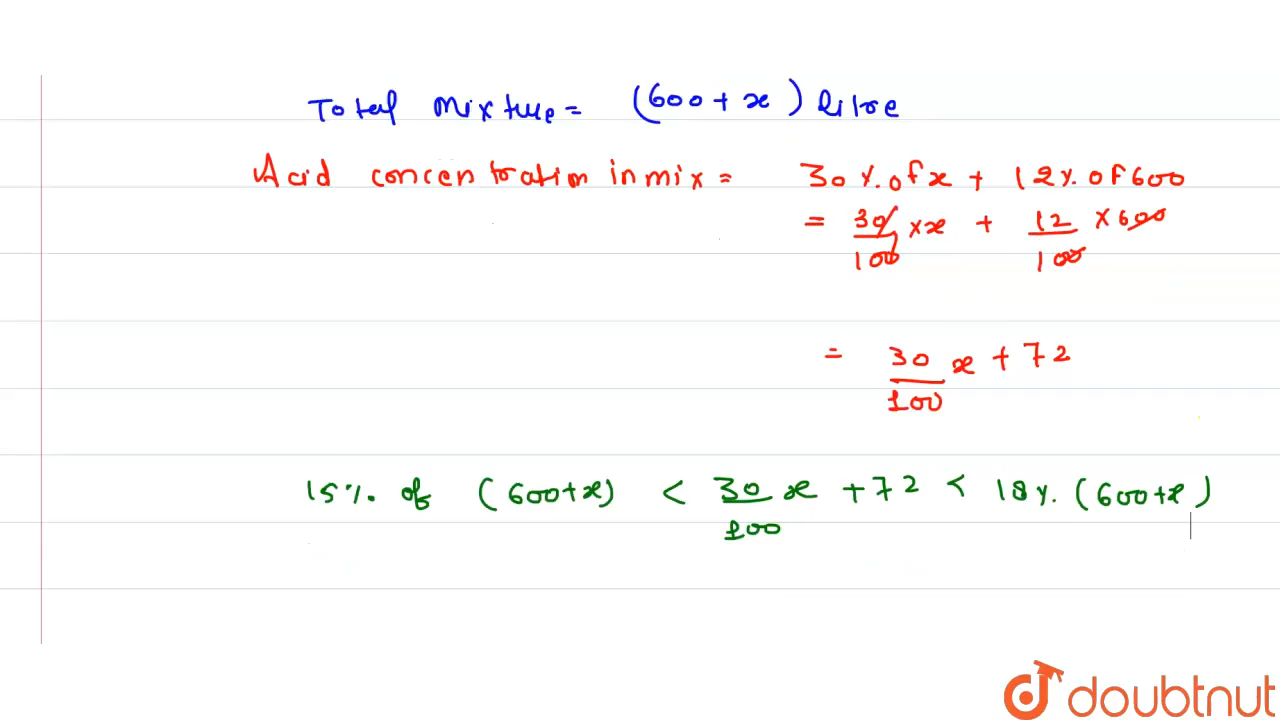 Total mixture = (600 + x) litre
Acid concentration in mix = 30%. of x + 12%. of 600
= 30/100 × x + 12/100 × 600
= 30/100 x + 72
15%. of (600+x) < 30/100 x + 72 < 18%. (600+x)
doubtnut